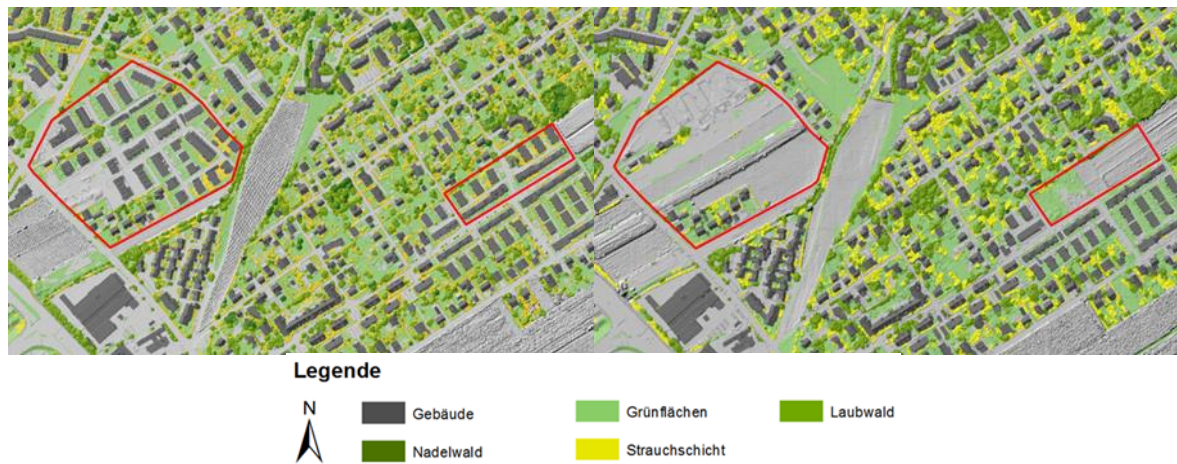 Legende
N
Gebäude
Grünflächen
Laubwald
Nadelwald
Strauchschicht